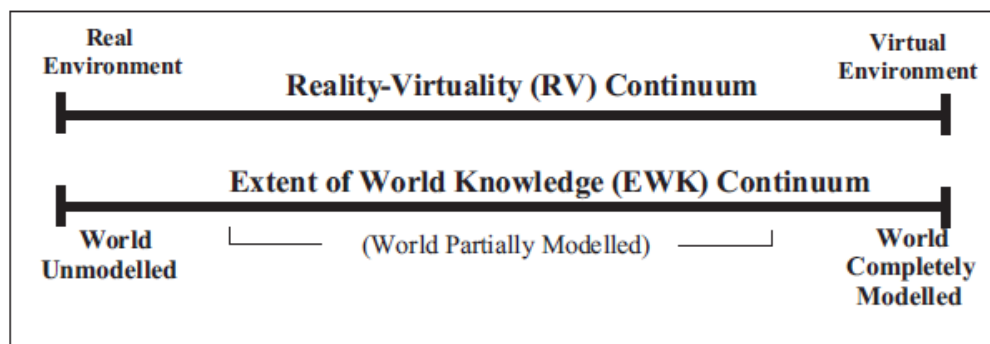 Real
Environment
Virtual
Environment
Reality-Virtuality (RV) Continuum
Extent of World Knowledge (EWK) Continuum
World
Unmodelled
(World Partially Modelled)
World
Completely
Modelled